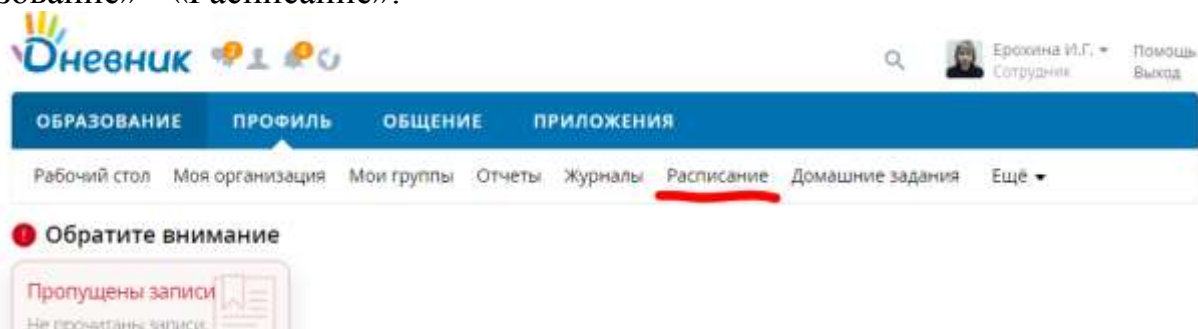 зование» – «Расписание».
Дневник
Ерохина И.Г.
Сотрудник
Помощь
Выход
ОБРАЗОВАНИЕ ПРОФИЛЬ ОБЩЕНИЕ ПРИЛОЖЕНИЯ
Рабочий стол Моя организация Мои группы Отчеты Журналы Расписание Домашние задания Ещё
Обратите внимание
Пропущены записи
Не прочитаны записи